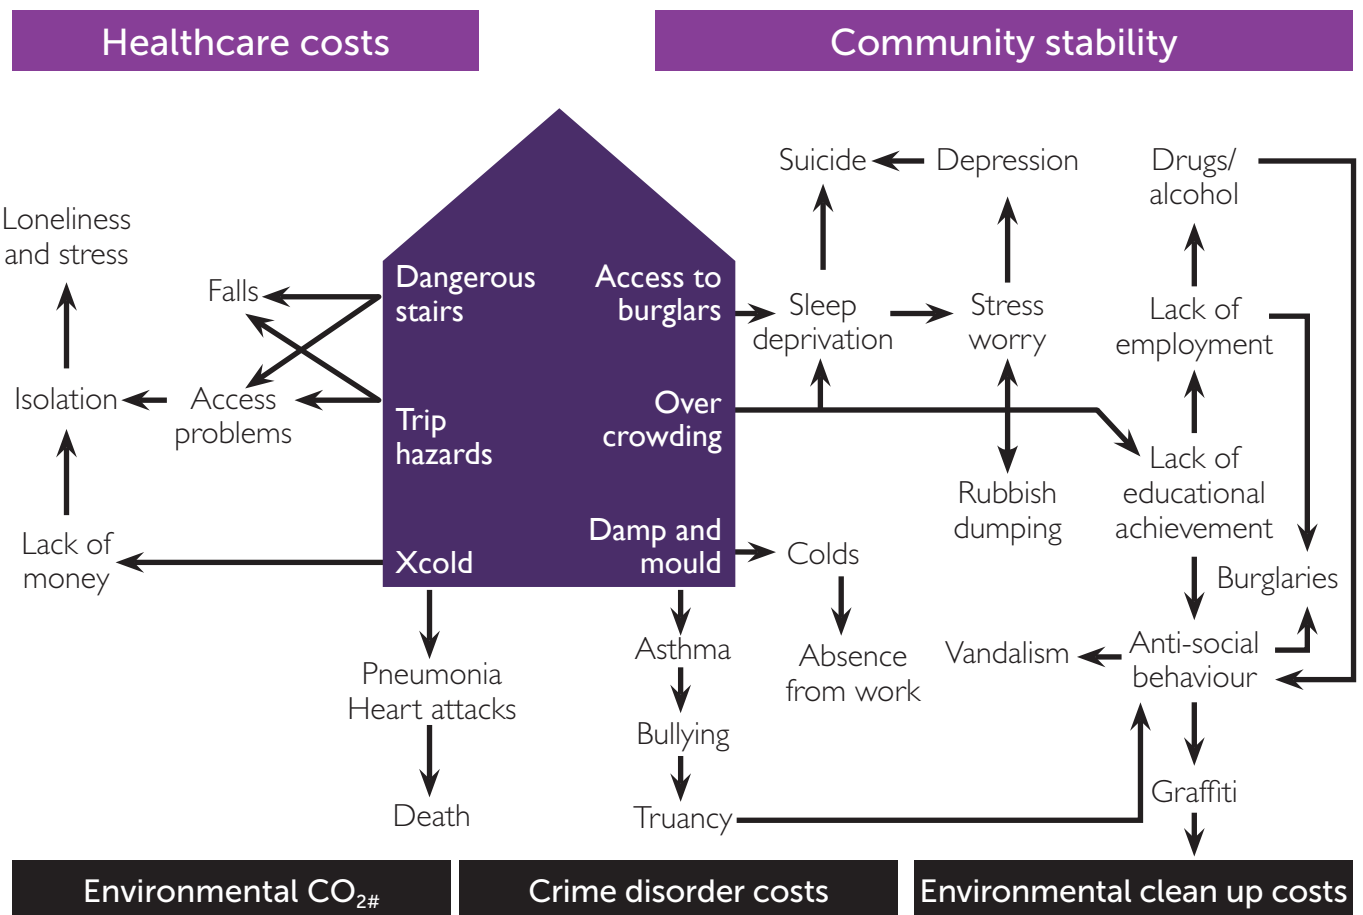 Healthcare costs
Community stability
Suicide
Depression
Drugs/
alcohol
Loneliness
and stress
Falls
Dangerous
stairs
Access to
burglars
Sleep
deprivation
Stress
worry
Lack of
employment
Isolation
Access
problems
Trip
hazards
Over
crowding
Lack of
educational
achievement
Rubbish
dumping
Lack of
money
Xcold
Damp and
mould
Colds
Burglaries
Pneumonia
Heart attacks
Asthma
Absence
from work
Vandalism
Anti-social
behaviour
Bullying
Graffiti
Death
Truancy
Environmental CO₂#
Crime disorder costs
Environmental clean up costs